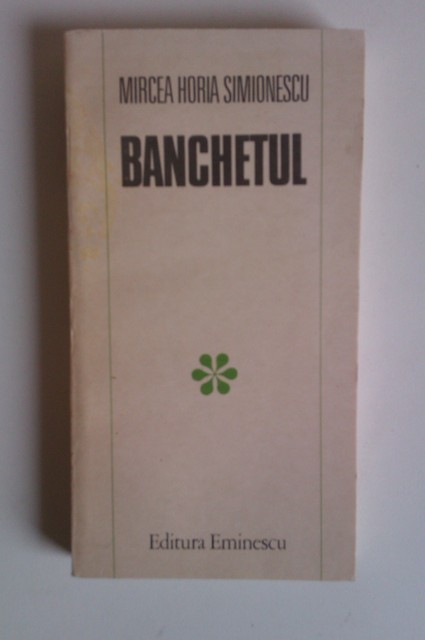 MIRCEA HORIA SIMIONESCU
BANCHETUL
Editura Eminescu